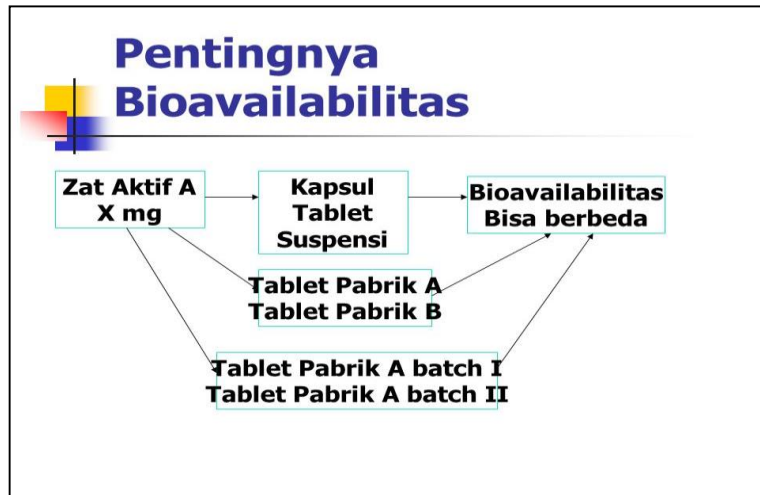 Pentingnya
Bioavailabilitas
Zat Aktif A
X mg
Kapsul
Tablet
Suspensi
Bioavailabilitas
Bisa berbeda
Tablet Pabrik A
Tablet Pabrik B
Tablet Pabrik A batch I
Tablet Pabrik A batch II